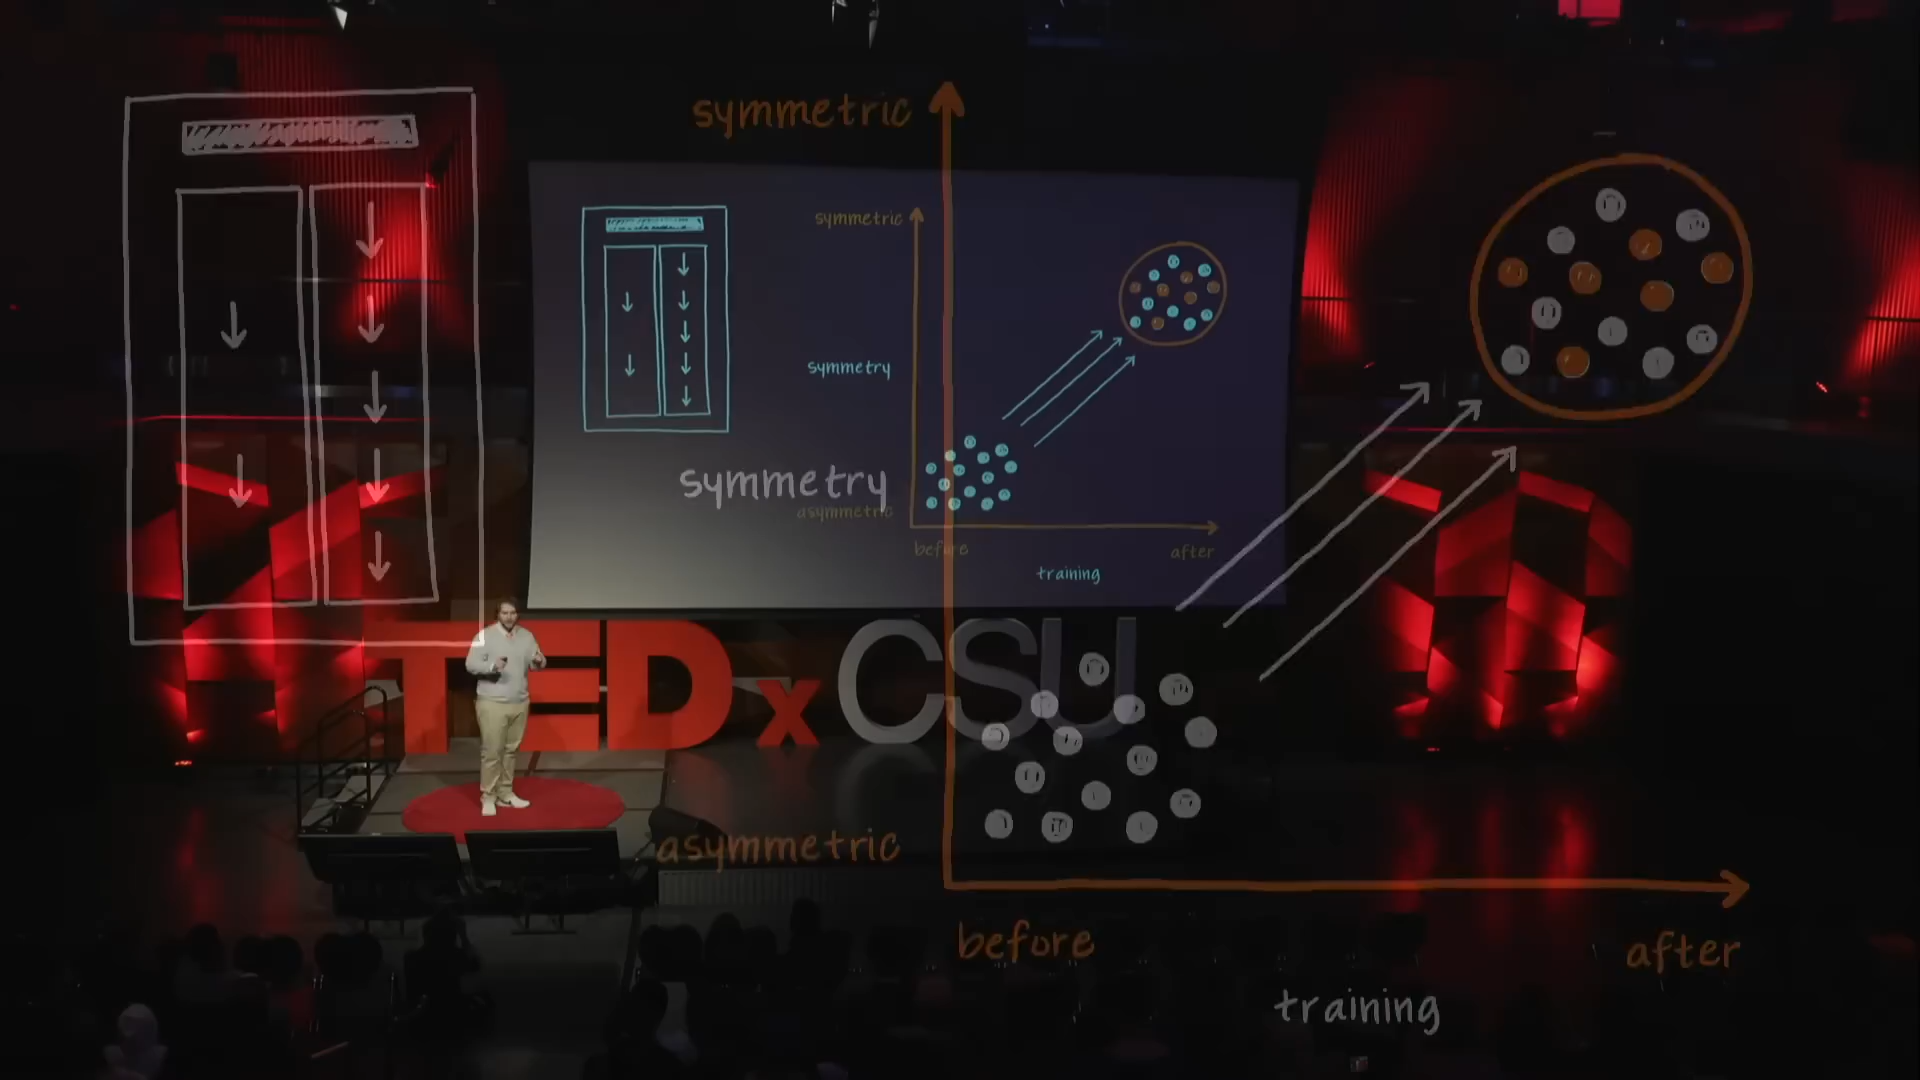 symmetric
symmetry
asymmetric
before
after
training
symmetric
symmetry
asymmetric
before
after
training
TEDxCSU